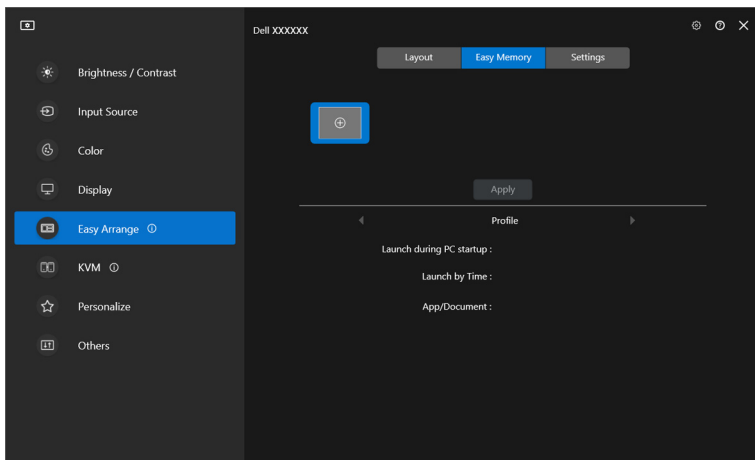 Dell XXXXXX
Brightness / Contrast
Input Source
Color
Display
Easy Arrange
KVM
Personalize
Others
Layout
Easy Memory
Settings
Apply
Profile
Launch during PC startup :
Launch by Time :
App/Document :